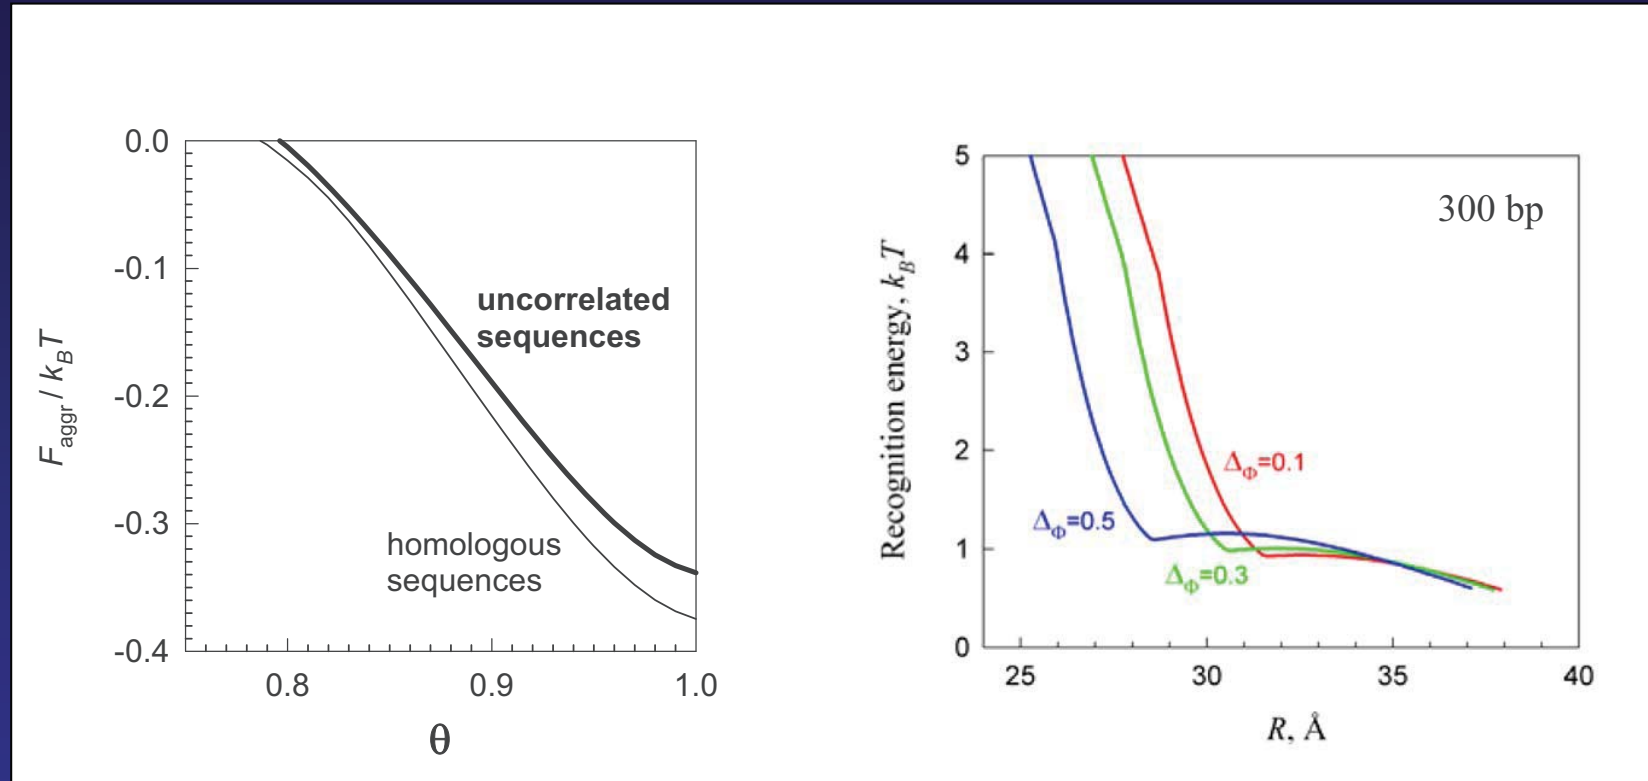 0.0
-0.1
-0.2
-0.3
-0.4
F_aggr / k_BT
uncorrelated
sequences
homologous
sequences
0.8
0.9
1.0
θ
5
4
3
2
1
0
Recognition energy, k_BT
300 bp
Δ_Φ=0.1
Δ_Φ=0.5
Δ_Φ=0.3
25
30
35
40
R, Å